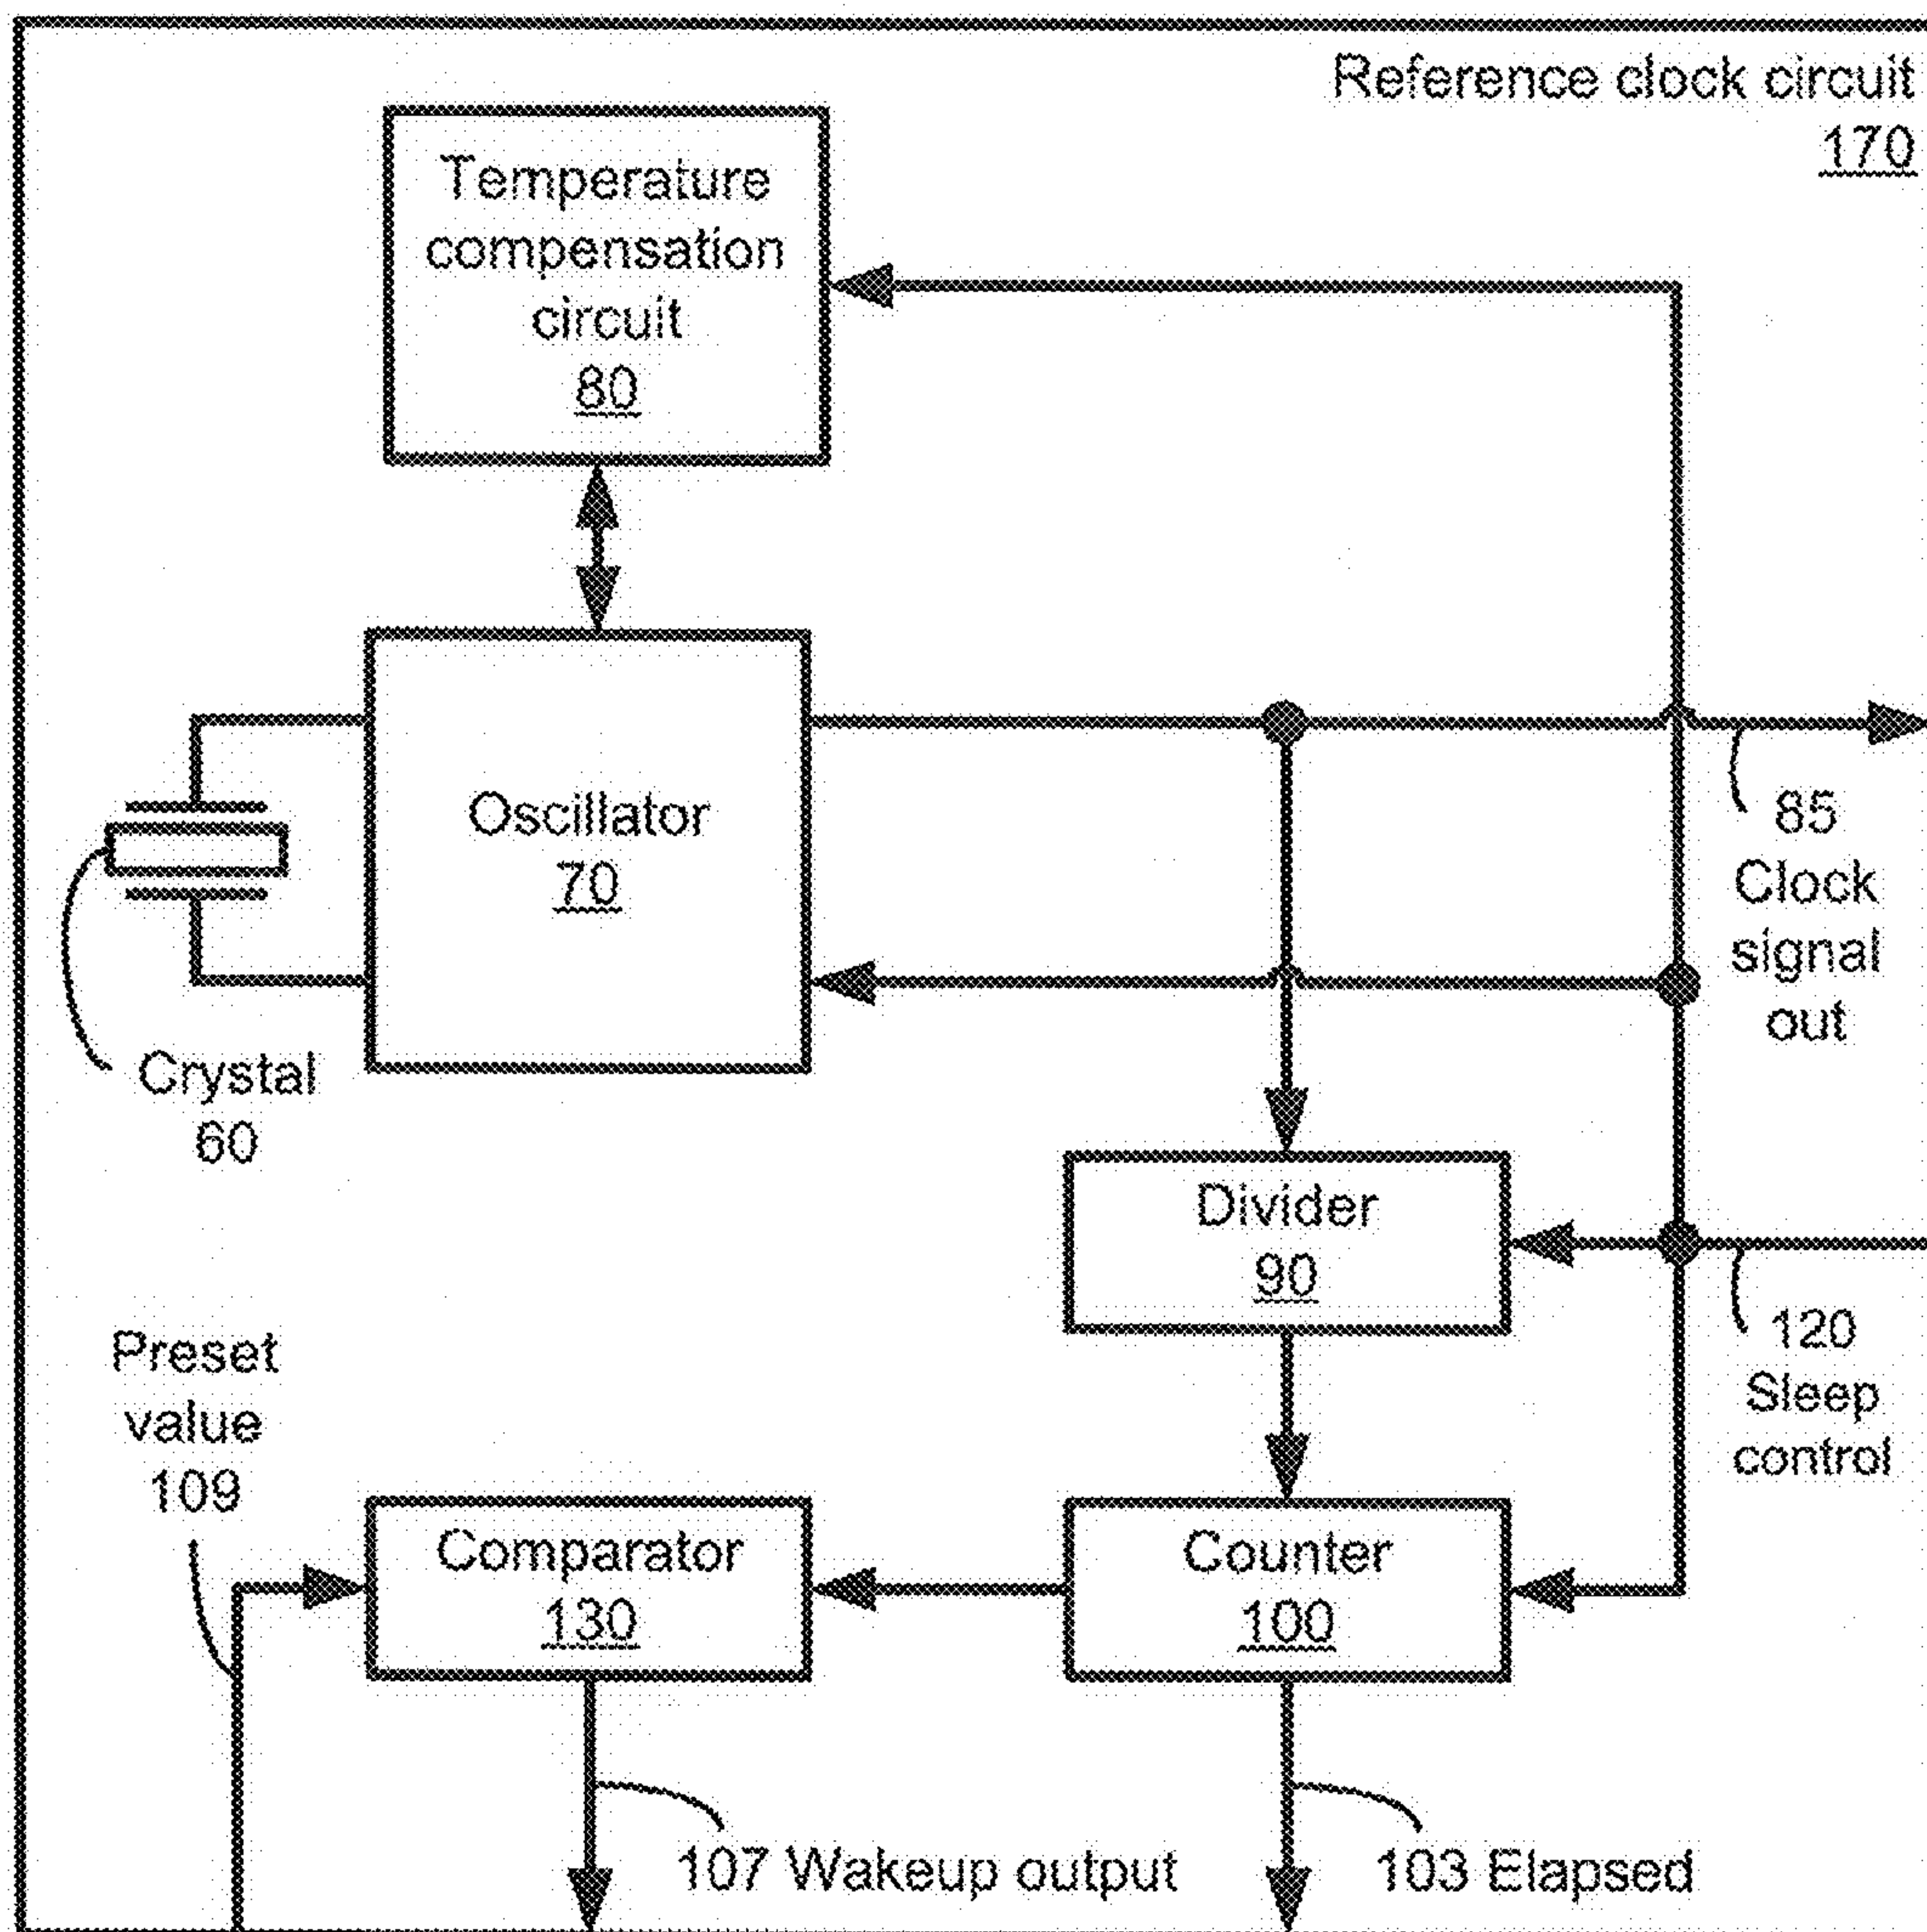 Reference clock circuit
170
Temperature
compensation
circuit
80
Oscillator
70
85
Clock
signal
out
Crystal
60
Divider
90
120
Sleep
control
Preset
value
109
Comparator
130
Counter
100
107 Wakeup output
103 Elapsed